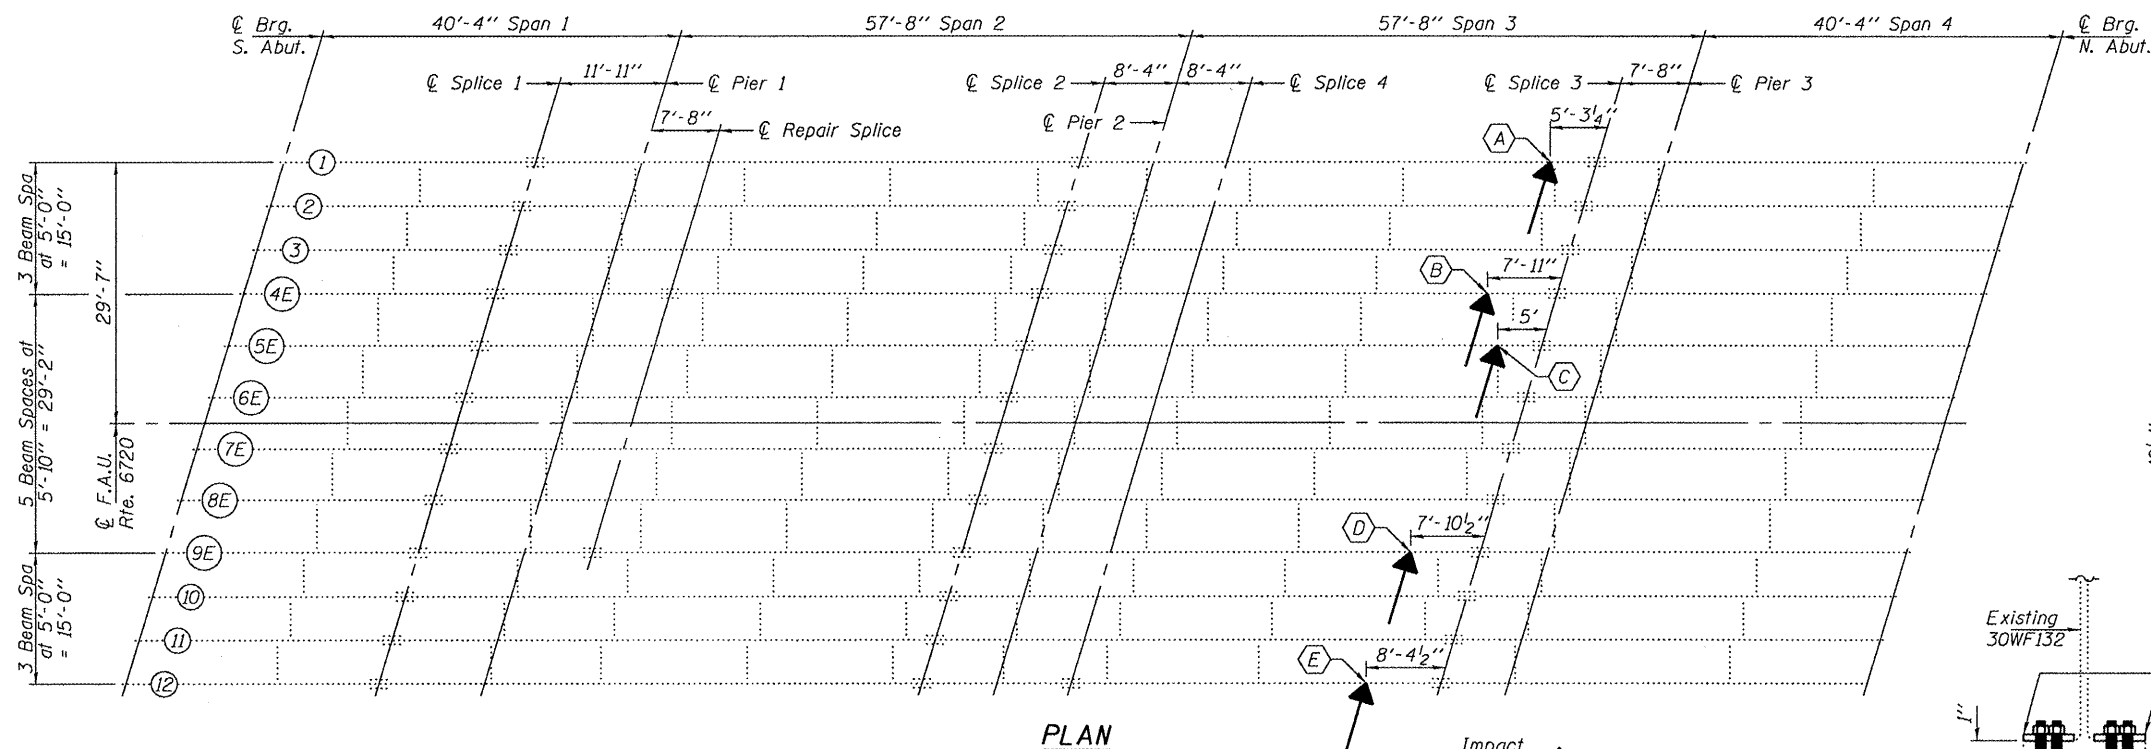 ℄ Brg.
S. Abut.
40'-4" Span 1
57'-8" Span 2
57'-8" Span 3
40'-4" Span 4
℄ Brg.
N. Abut.
℄ Splice 1
11'-11"
℄ Pier 1
℄ Splice 2
8'-4"
8'-4"
℄ Splice 4
℄ Splice 3
7'-8"
℄ Pier 3
7'-8"
℄ Repair Splice
℄ Pier 2
5'-3¼"
A
1
2
3
4E
5E
6E
7E
8E
9E
10
11
12
3 Beam Spa.
at 5'-0"
= 15'-0"
29'-7"
5 Beam Spaces at
5'-10" = 29'-2"
℄ F.A.U.
Rte. 6720
3 Beam Spa.
at 5'-0"
= 15'-0"
B
7'-11"
5'
C
D
7'-10½"
E
8'-4½"
PLAN
Impact
Existing
30WF132
1"